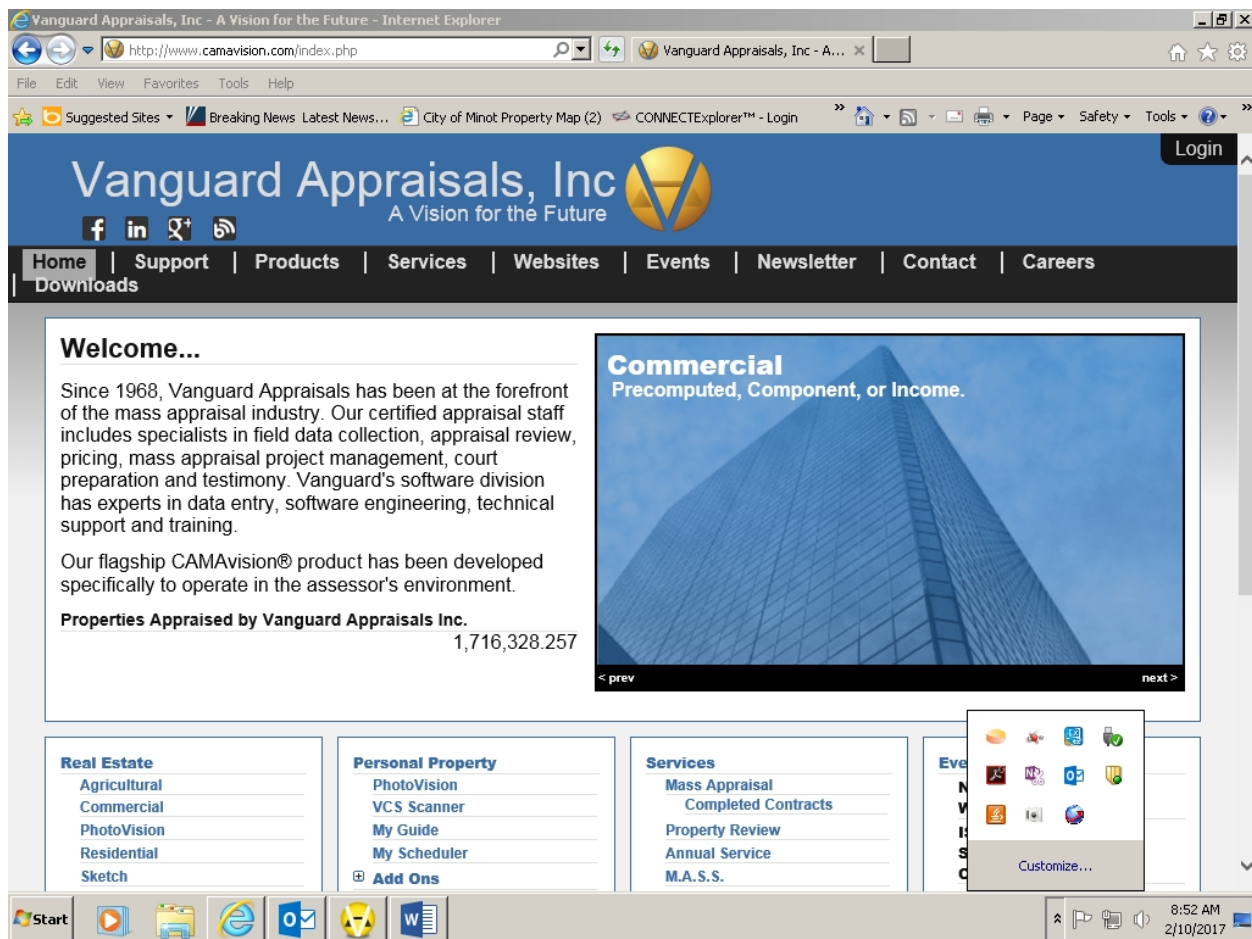 Vanguard Appraisals, Inc - A Vision for the Future - Internet Explorer
http://www.camavision.com/index.php
Vanguard Appraisals, Inc - A...
File Edit View Favorites Tools Help
Suggested Sites Breaking News Latest News... City of Minot Property Map (2) CONNECTExplorer™ - Login Page Safety Tools
Login
Vanguard Appraisals, Inc
A Vision for the Future
Home | Support | Products | Services | Websites | Events | Newsletter | Contact | Careers
| Downloads
Welcome...
Since 1968, Vanguard Appraisals has been at the forefront
of the mass appraisal industry. Our certified appraisal staff
includes specialists in field data collection, appraisal review,
pricing, mass appraisal project management, court
preparation and testimony. Vanguard's software division
has experts in data entry, software engineering, technical
support and training.
Our flagship CAMAvision® product has been developed
specifically to operate in the assessor's environment.
Properties Appraised by Vanguard Appraisals Inc.
1,716,328.257
Commercial
Precomputed, Component, or Income.
< prev next >
Real Estate
Agricultural
Commercial
PhotoVision
Residential
Sketch
Personal Property
PhotoVision
VCS Scanner
My Guide
My Scheduler
Add Ons
Services
Mass Appraisal
Completed Contracts
Property Review
Annual Service
M.A.S.S.
Eve
Customize...
Start
8:52 AM
2/10/2017